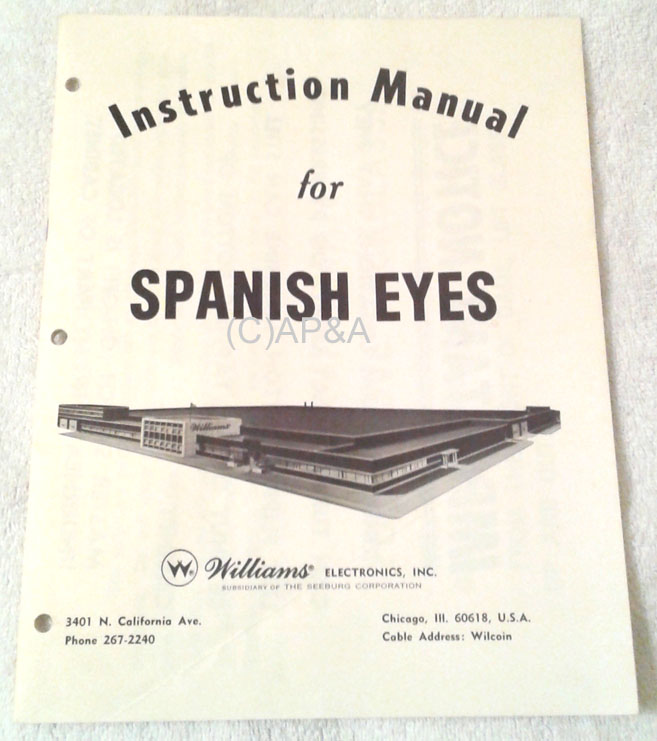 Instruction Manual
for
SPANISH EYES
(C)AP&A
Williams
W
Williams® ELECTRONICS, INC.
SUBSIDIARY OF THE SEEBURG CORPORATION
3401 N. California Ave.
Phone 267-2240
Chicago, Ill. 60618, U.S.A.
Cable Address: Wilcoin